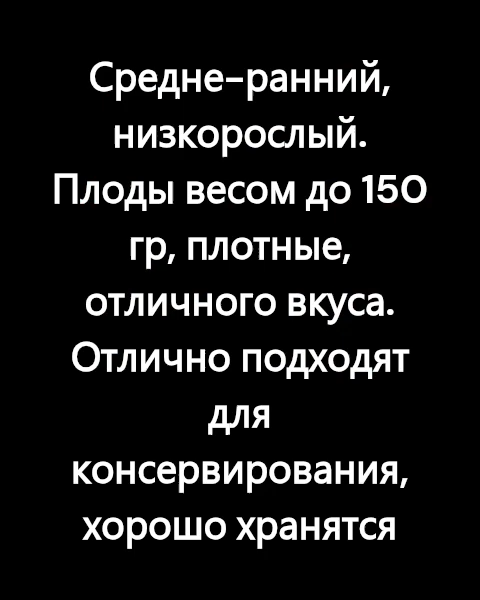 Средне-ранний,
низкорослый.
Плоды весом до 150
гр, плотные,
отличного вкуса.
Отлично подходят
для
консервирования,
хорошо хранятся